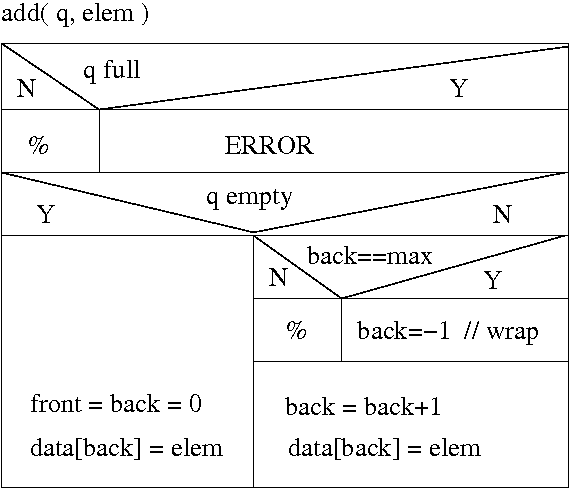 add( q, elem )
q full
N
Y
%
ERROR
q empty
Y
N
back==max
N
Y
%
back=−1 // wrap
front = back = 0
back = back+1
data[back] = elem
data[back] = elem